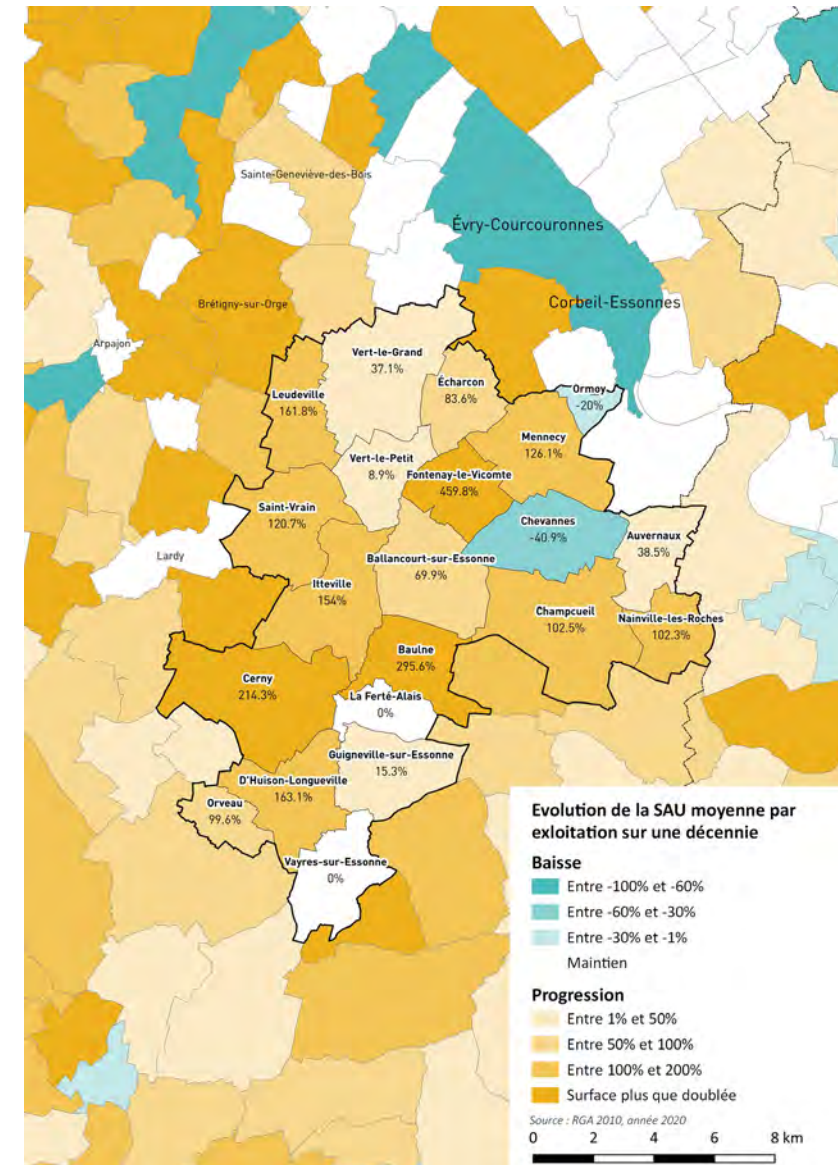 Sainte-Geneviève-des-Bois
Évry-Courcouronnes
Corbeil-Essonnes
Brétigny-sur-Orge
Arpajon
Vert-le-Grand
37.1%
Écharcon
83.6%
Ormoy
-20%
Leudeville
161.8%
Mennecy
126.1%
Vert-le-Petit
8.9%
Fontenay-le-Vicomte
459.8%
Saint-Vrain
120.7%
Chevannes
-40.9%
Auvernaux
38.5%
Lardy
Ballancourt-sur-Essonne
69.9%
Itteville
154%
Champcueil
102.5%
Nainville-les-Roches
102.3%
Baulne
295.6%
Cerny
214.3%
La Ferté-Alais
0%
Guigneville-sur-Essonne
15.3%
D'Huison-Longueville
163.1%
Orveau
99.6%
Vayres-sur-Essonne
0%
Evolution de la SAU moyenne par
exloitation sur une décennie
Baisse
Entre -100% et -60%
Entre -60% et -30%
Entre -30% et -1%
Maintien
Progression
Entre 1% et 50%
Entre 50% et 100%
Entre 100% et 200%
Surface plus que doublée
Source : RGA 2010, année 2020
0 2 4 6 8 km